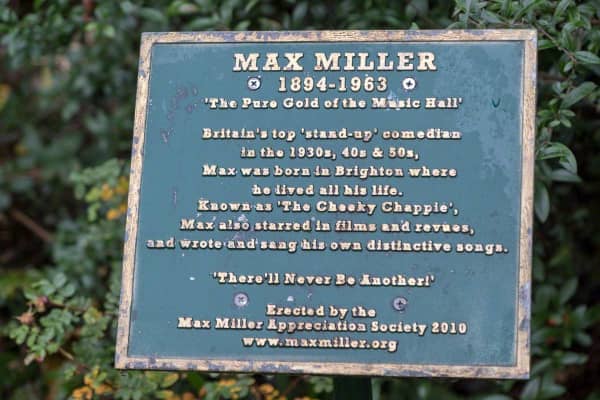 MAX MILLER
1894-1963
'The Pure Gold of the Music Hall'
Britain's top 'stand-up' comedian
in the 1930s, 40s & 50s,
Max was born in Brighton where
he lived all his life.
Known as 'The Cheeky Chappie',
Max also starred in films and revues,
and wrote and sang his own distinctive songs.
'There'll Never Be Another!'
Erected by the
Max Miller Appreciation Society 2010
www.maxmiller.org